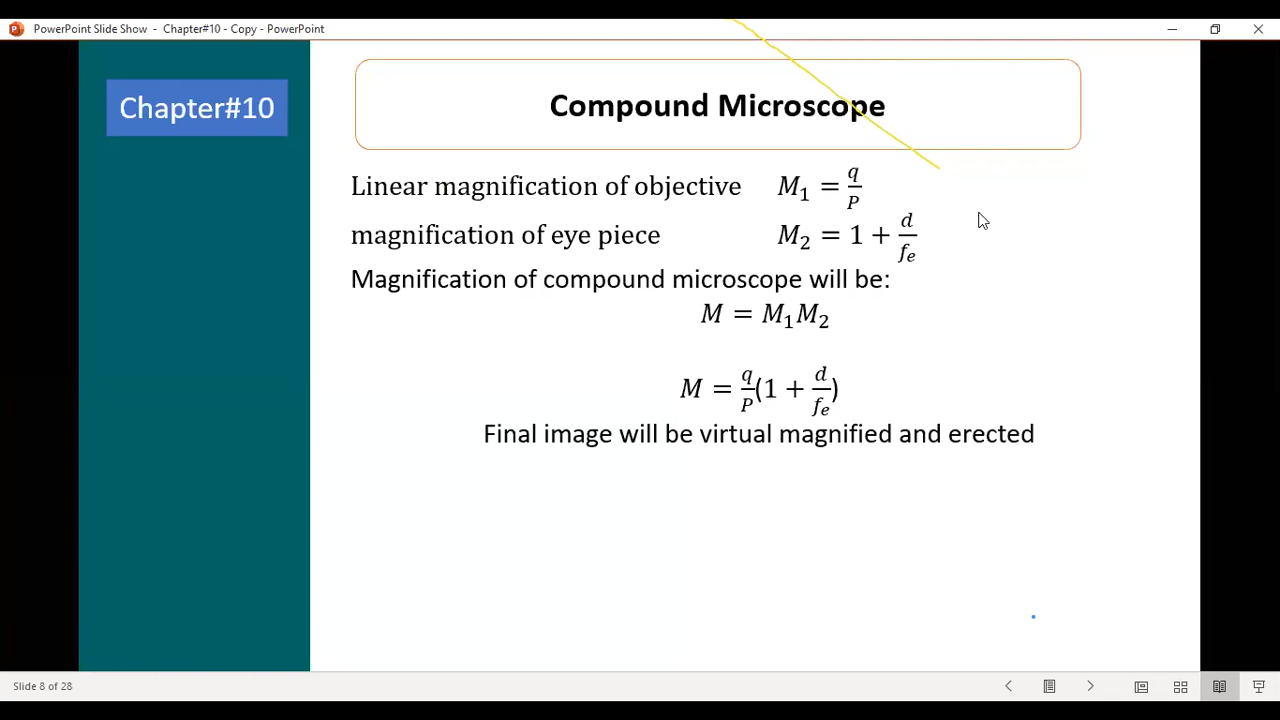 PowerPoint Slide Show - Chapter#10 - Copy - PowerPoint
Chapter#10
Compound Microscope
Linear magnification of objective M₁ = q/P
magnification of eye piece M₂ = 1 + d/fₑ
Magnification of compound microscope will be:
M = M₁M₂
M = q/P(1 + d/fₑ)
Final image will be virtual magnified and erected
Slide 8 of 28